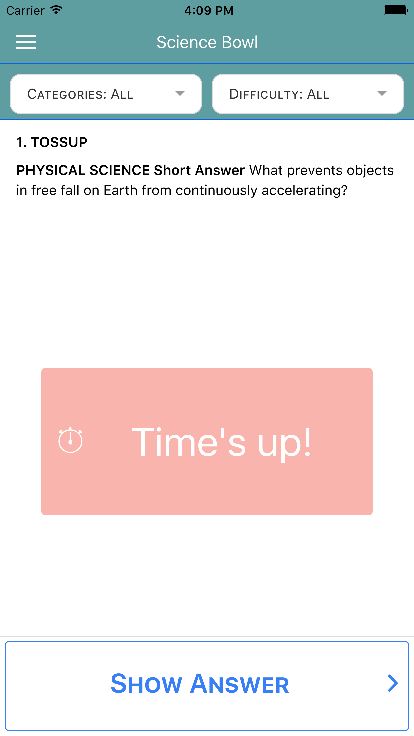 Carrier 4:09 PM
Science Bowl
Categories: All Difficulty: All
1. TOSSUP
PHYSICAL SCIENCE Short Answer What prevents objects
in free fall on Earth from continuously accelerating?
Time's up!
Show Answer